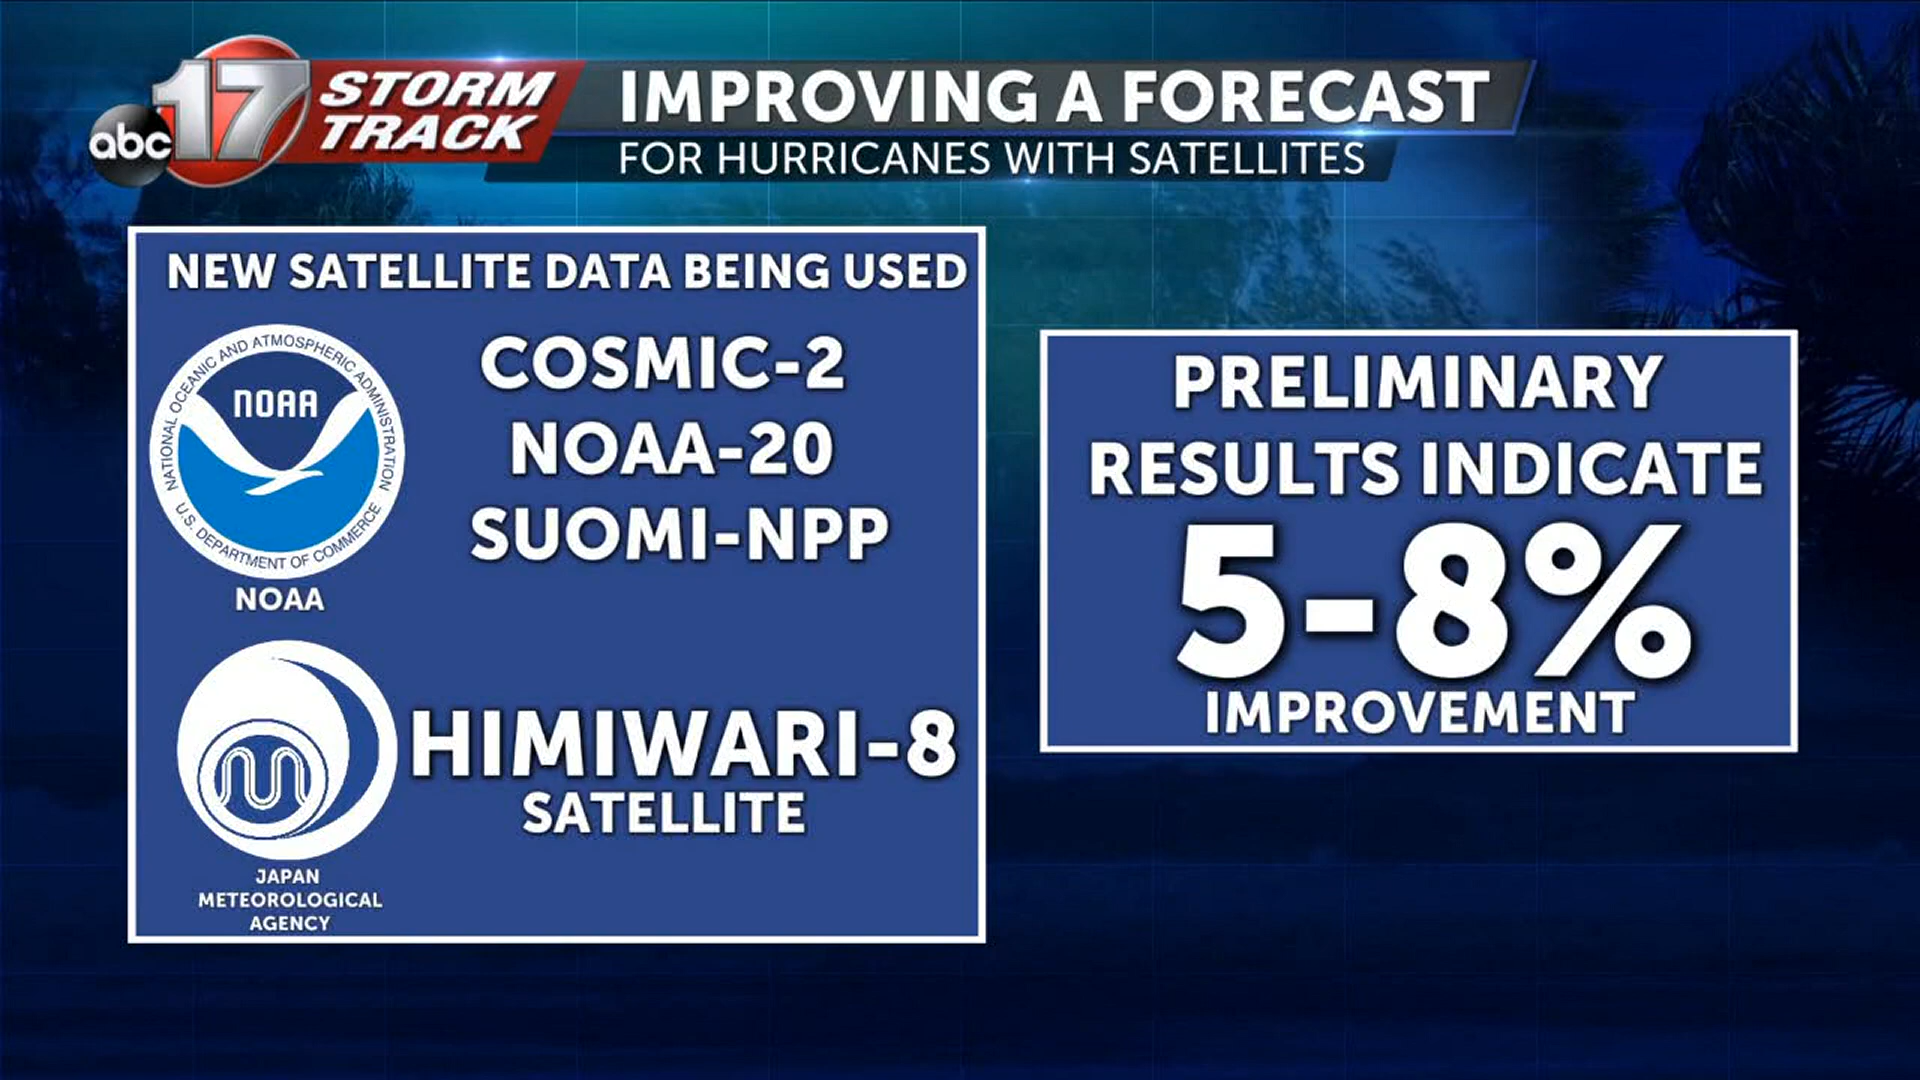 abc 17 STORM TRACK
IMPROVING A FORECAST
FOR HURRICANES WITH SATELLITES
NEW SATELLITE DATA BEING USED
NATIONAL OCEANIC AND ATMOSPHERIC ADMINISTRATION
NOAA
U.S. DEPARTMENT OF COMMERCE
NOAA
COSMIC-2
NOAA-20
SUOMI-NPP
HIMIWARI-8
SATELLITE
JAPAN
METEOROLOGICAL
AGENCY
PRELIMINARY
RESULTS INDICATE
5-8%
IMPROVEMENT